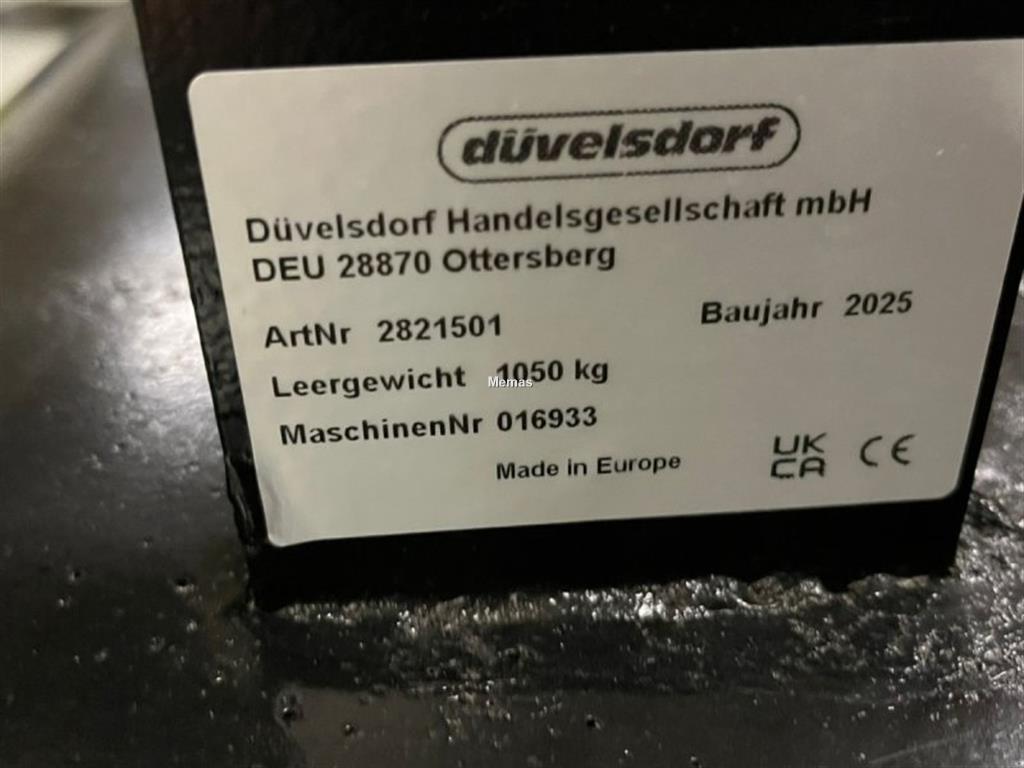 düvelsdorf
Düvelsdorf Handelsgesellschaft mbH
DEU 28870 Ottersberg
ArtNr 2821501 Baujahr 2025
Leergewicht 1050 kg
Memas
MaschinenNr 016933
Made in Europe UK CA CE